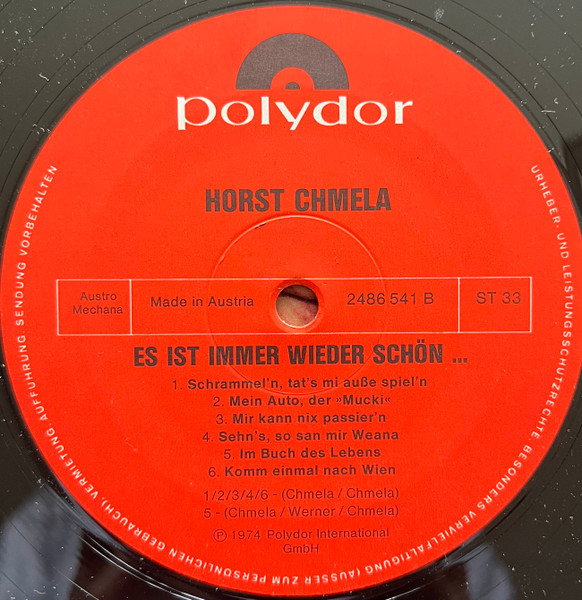 polydor
HORST CHMELA
Austro
Mechana
Made in Austria
2486 541 B
ST 33
ES IST IMMER WIEDER SCHÖN ...
1. Schrammel'n, tat's mi auße spiel'n
2. Mein Auto, der »Mucki«
3. Mir kann nix passier'n
4. Sehn's, so san mir Weana
5. Im Buch des Lebens
6. Komm einmal nach Wien
1/2/3/4/6 - (Chmela / Chmela)
5 - (Chmela / Werner / Chmela)
Ⓟ 1974 Polydor International
GmbH
URHEBER- UND LEISTUNGSSCHUTZRECHTE, BESONDERS VERVIELFÄLTIGUNG (AUSSER ZUM PERSÖNLICHEN GEBRAUCH), VERMIETUNG AUFFÜHRUNG, SENDUNG VORBEHALTEN